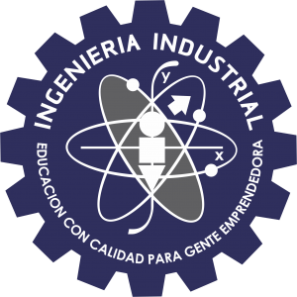 INGENIERIA INDUSTRIAL
y
x
EDUCACION CON CALIDAD PARA GENTE EMPRENDEDORA